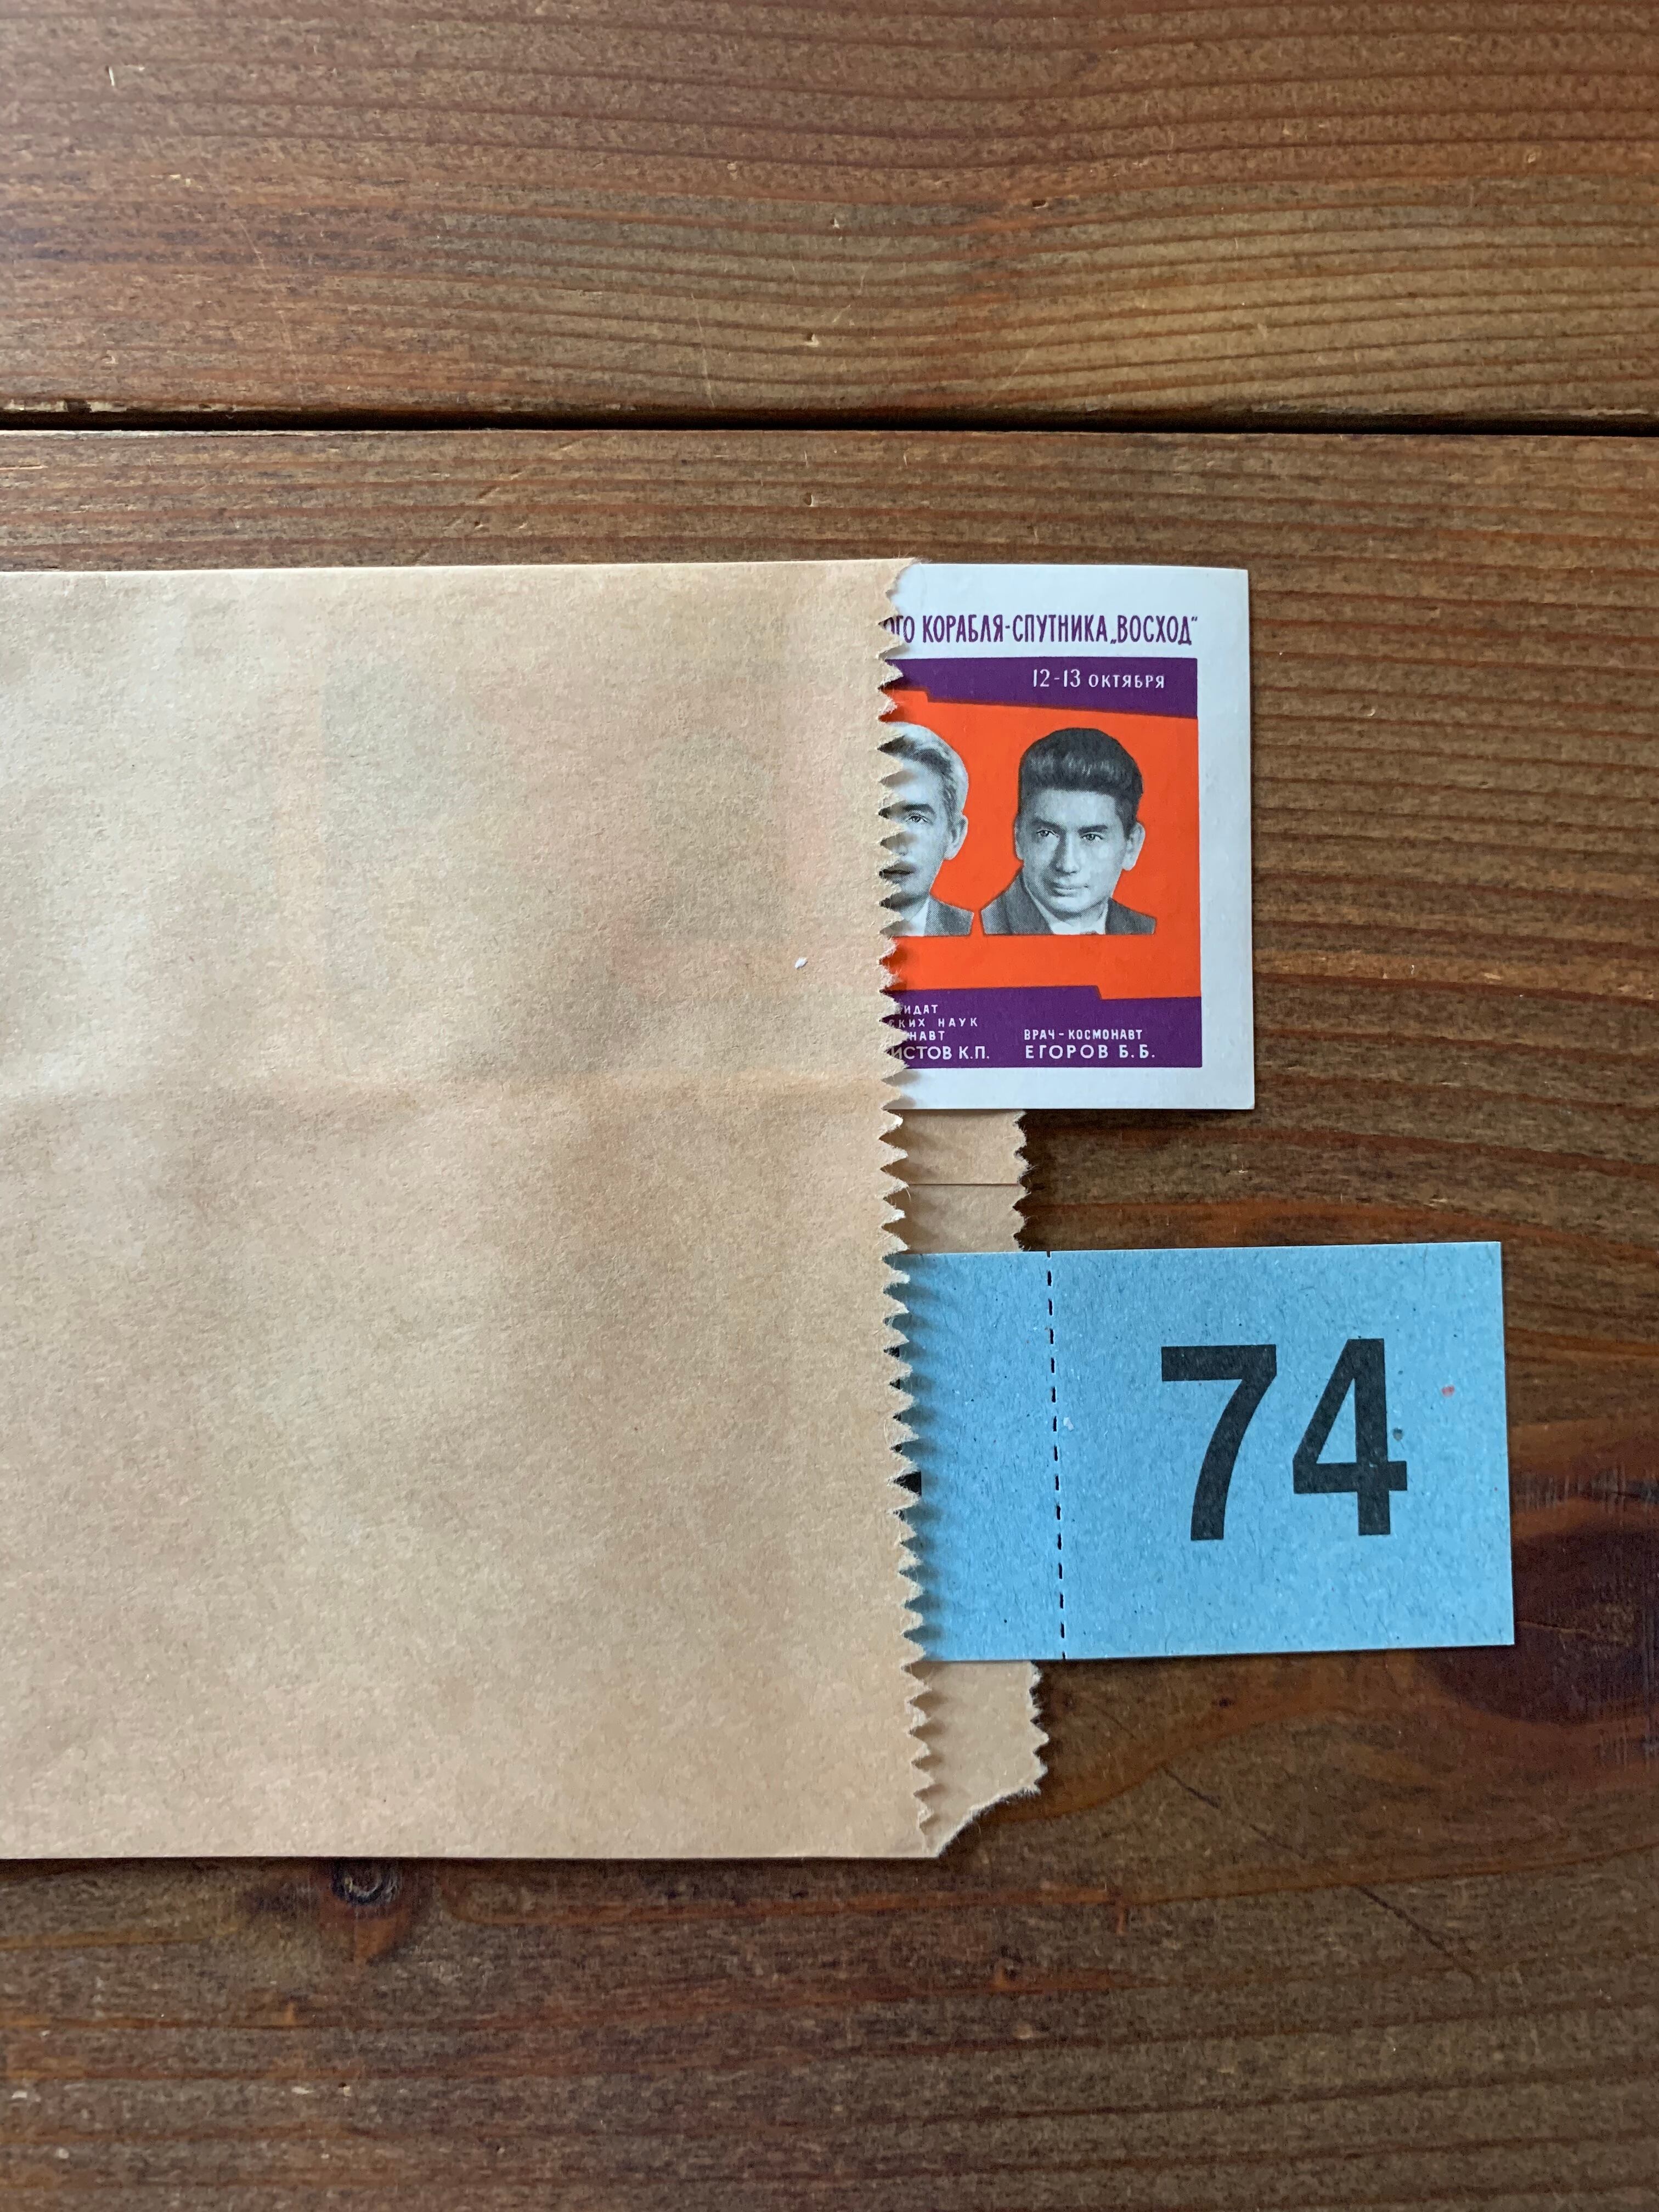 КОРАБЛЯ-СПУТНИКА „ВОСХОД“
12-13 ОКТЯБРЯ
НАУК
К.П.
ВРАЧ-КОСМОНАВТ
ЕГОРОВ Б.Б.
74